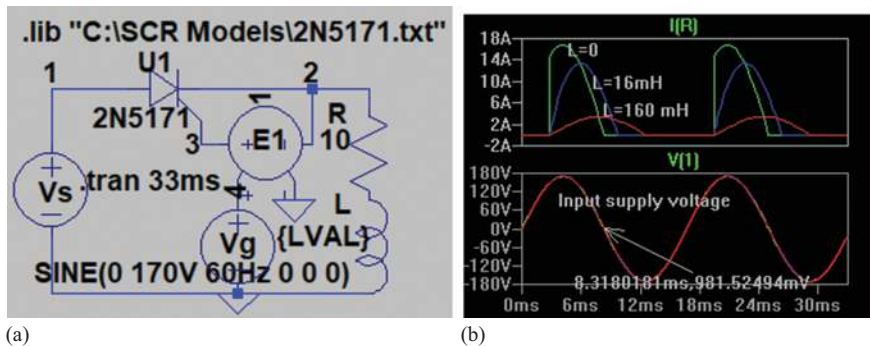 .lib "C:\SCR Models\2N5171.txt"
1
U1
2
2N5171
3
1
E1
R
10
Vs
.tran 33ms
4
Vg
L
{LVAL}
SINE(0 170V 60Hz 0 0 0)
(a)
I(R)
18A
14A
10A
6A
2A
-2A
L=0
L=16mH
L=160 mH
V(1)
180V
120V
60V
0V
-60V
-120V
-180V
Input supply voltage
8.3180181ms,981.52494mV
0ms
6ms
12ms
18ms
24ms
30ms
(b)